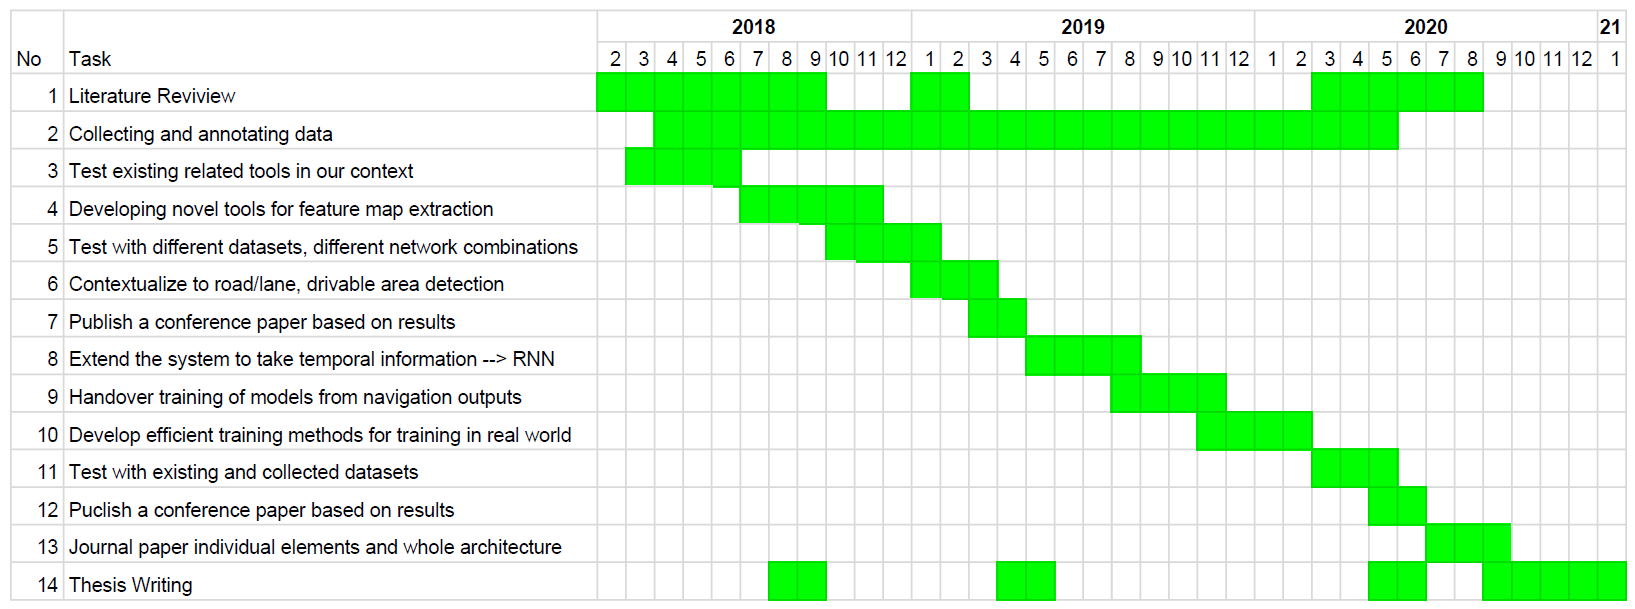 2018 2019 2020 21
No Task 2 3 4 5 6 7 8 9 10 11 12 1 2 3 4 5 6 7 8 9 10 11 12 1 2 3 4 5 6 7 8 9 10 11 12 1
1 Literature Reviview
2 Collecting and annotating data
3 Test existing related tools in our context
4 Developing novel tools for feature map extraction
5 Test with different datasets, different network combinations
6 Contextualize to road/lane, drivable area detection
7 Publish a conference paper based on results
8 Extend the system to take temporal information --> RNN
9 Handover training of models from navigation outputs
10 Develop efficient training methods for training in real world
11 Test with existing and collected datasets
12 Puclish a conference paper based on results
13 Journal paper individual elements and whole architecture
14 Thesis Writing